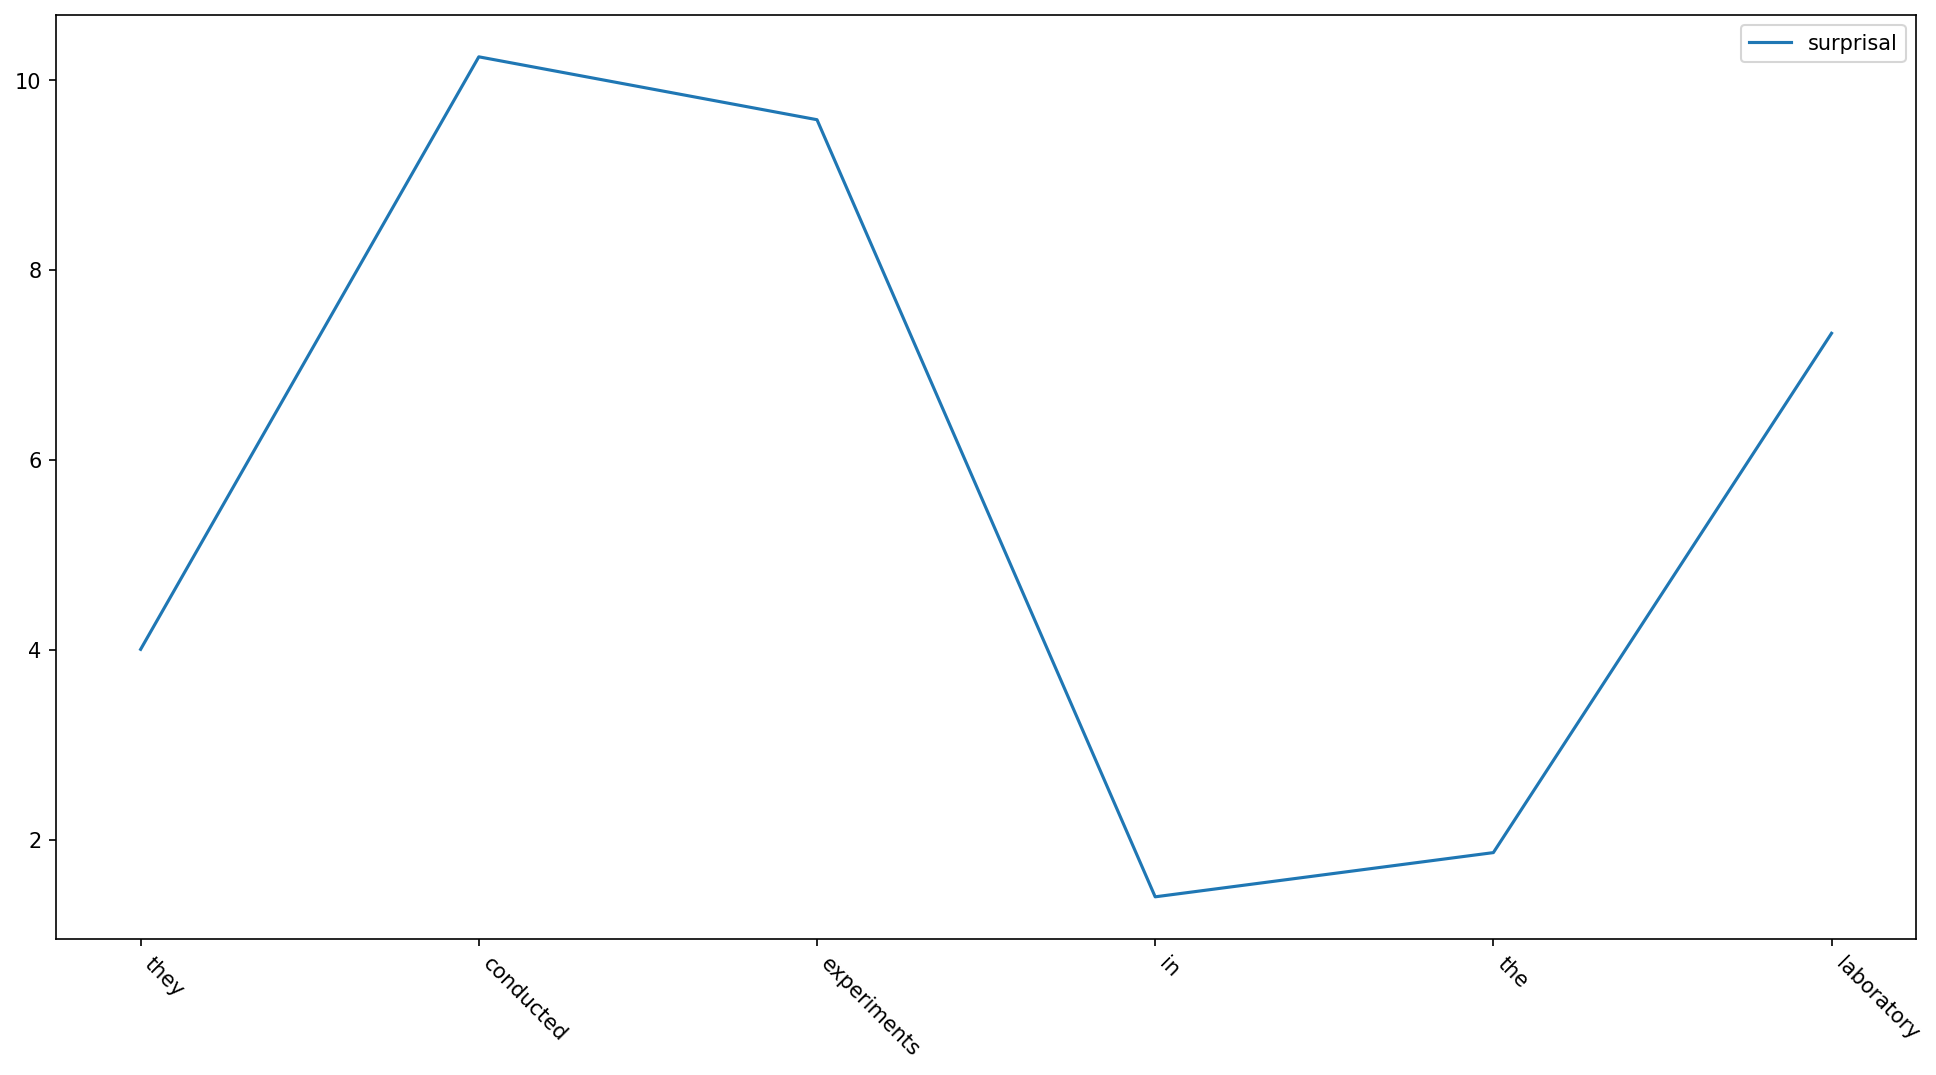 surprisal
10
8
6
4
2
they
conducted
experiments
in
the
laboratory